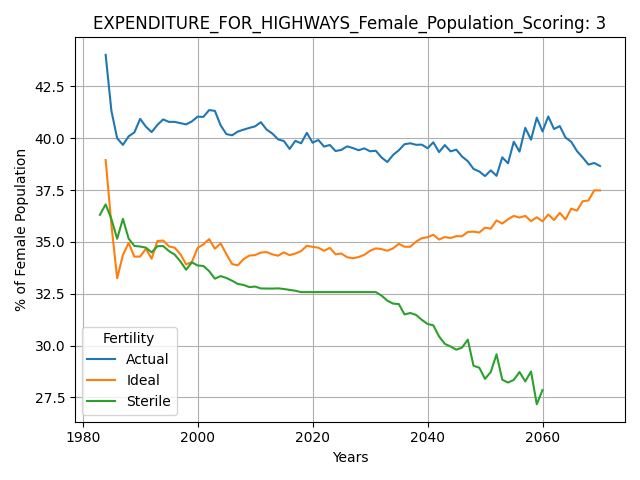 EXPENDITURE_FOR_HIGHWAYS_Female_Population_Scoring: 3
% of Female Population
42.5
40.0
37.5
35.0
32.5
30.0
27.5
Fertility
Actual
Ideal
Sterile
1980 2000 2020 2040 2060
Years